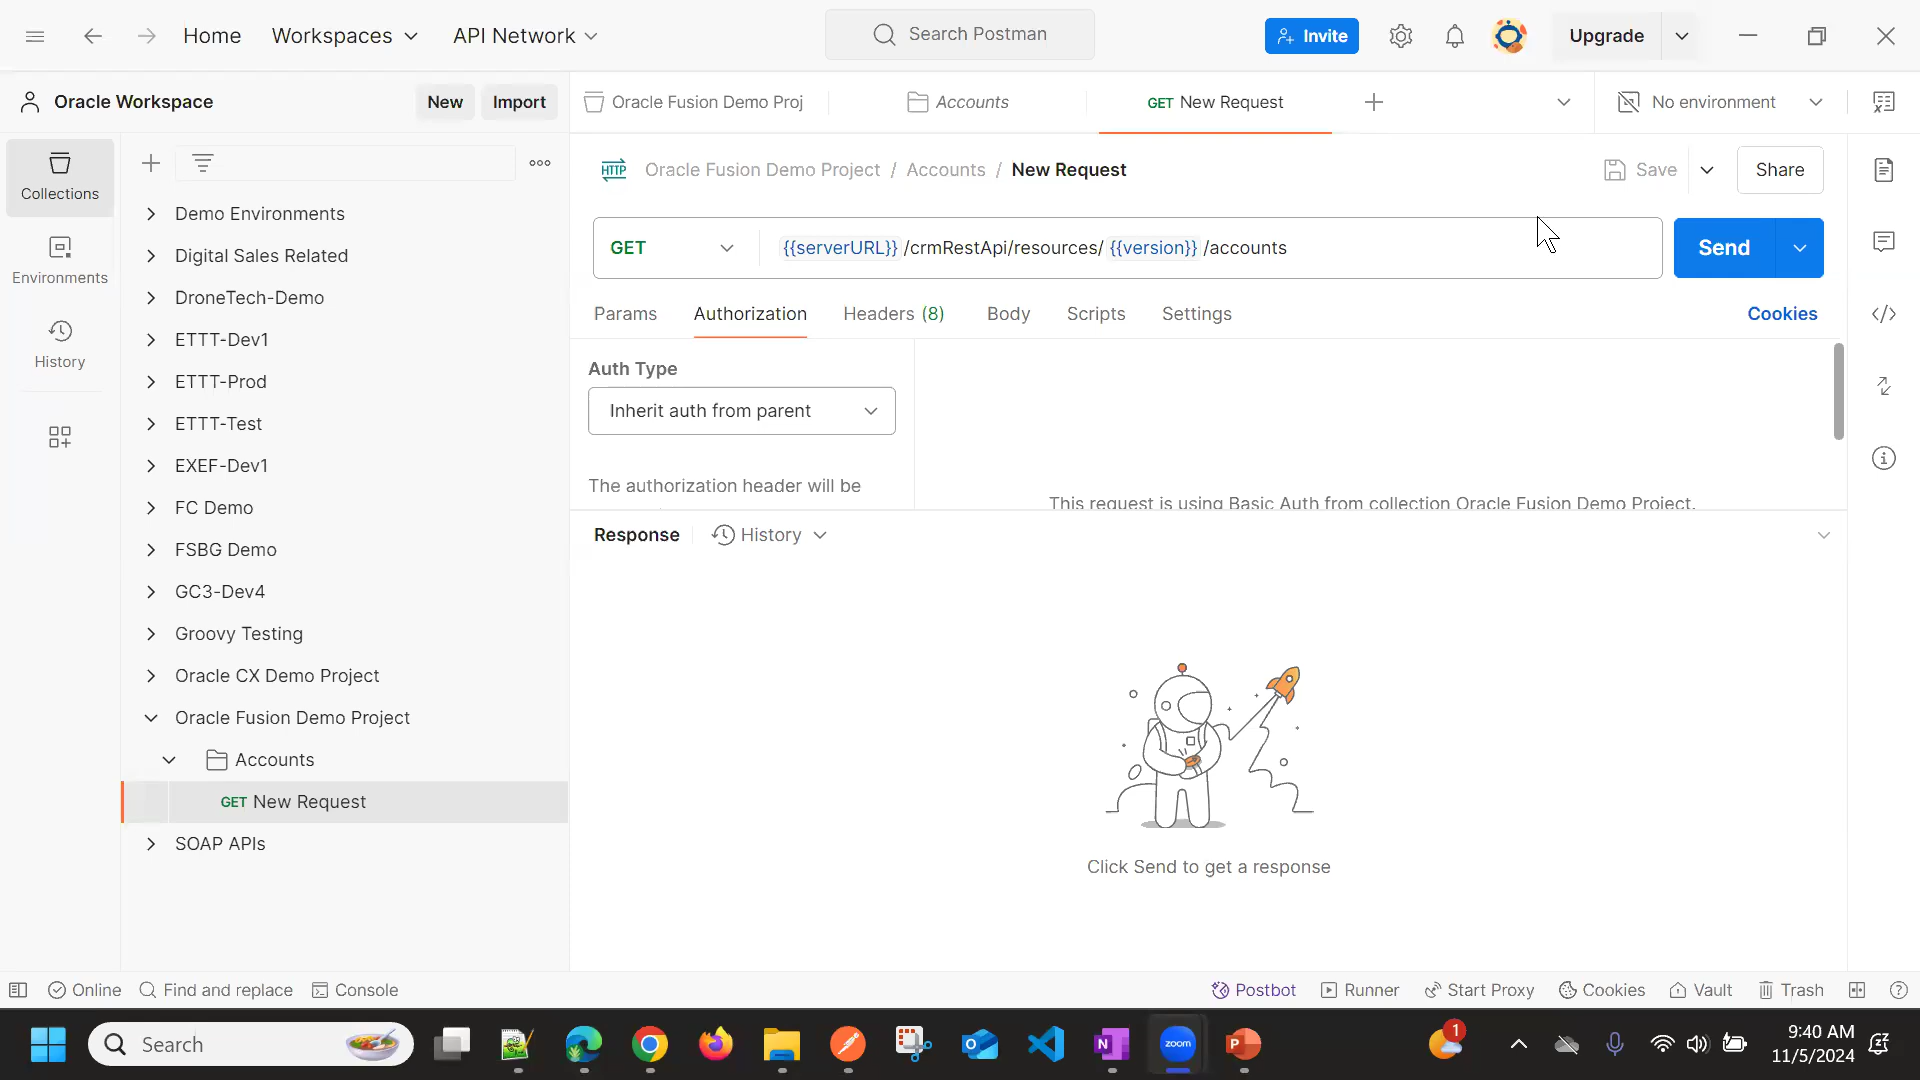 Home
Workspaces
API Network
Search Postman
Invite
Upgrade
Oracle Workspace
New
Import
Oracle Fusion Demo Proj
Accounts
GET New Request
No environment
Collections
Environments
History
Demo Environments
Digital Sales Related
DroneTech-Demo
ETTT-Dev1
ETTT-Prod
ETTT-Test
EXEF-Dev1
FC Demo
FSBG Demo
GC3-Dev4
Groovy Testing
Oracle CX Demo Project
Oracle Fusion Demo Project
Accounts
GET New Request
SOAP APIs
HTTP
Oracle Fusion Demo Project / Accounts / New Request
Save
Share
GET
{{serverURL}} /crmRestApi/resources/ {{version}} /accounts
Send
Params
Authorization
Headers (8)
Body
Scripts
Settings
Cookies
Auth Type
Inherit auth from parent
The authorization header will be
This request is using Basic Auth from collection Oracle Fusion Demo Project.
Response
History
Click Send to get a response
Online
Find and replace
Console
Postbot
Runner
Start Proxy
Cookies
Vault
Trash
Search
zoom
1
9:40 AM
11/5/2024